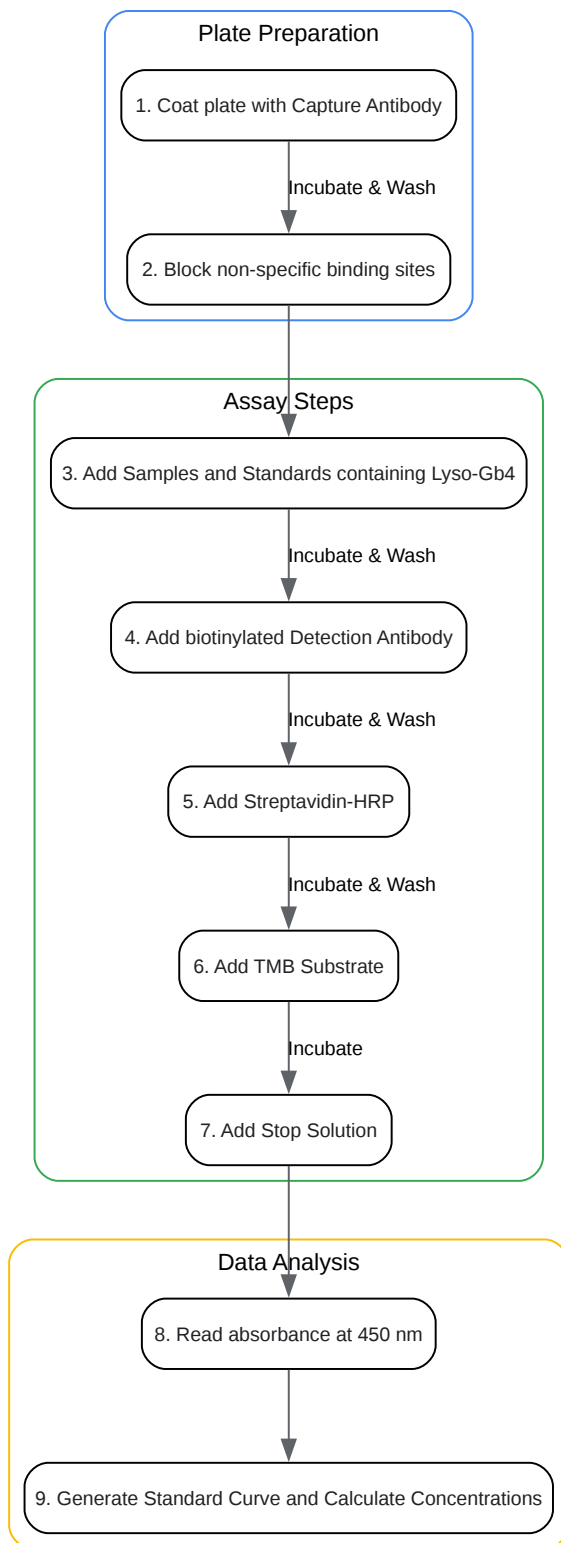 Plate Preparation
1. Coat plate with Capture Antibody
Incubate & Wash
2. Block non-specific binding sites
Assay Steps
3. Add Samples and Standards containing Lyso-Gb4
Incubate & Wash
4. Add biotinylated Detection Antibody
Incubate & Wash
5. Add Streptavidin-HRP
Incubate & Wash
6. Add TMB Substrate
Incubate
7. Add Stop Solution
Data Analysis
8. Read absorbance at 450 nm
9. Generate Standard Curve and Calculate Concentrations